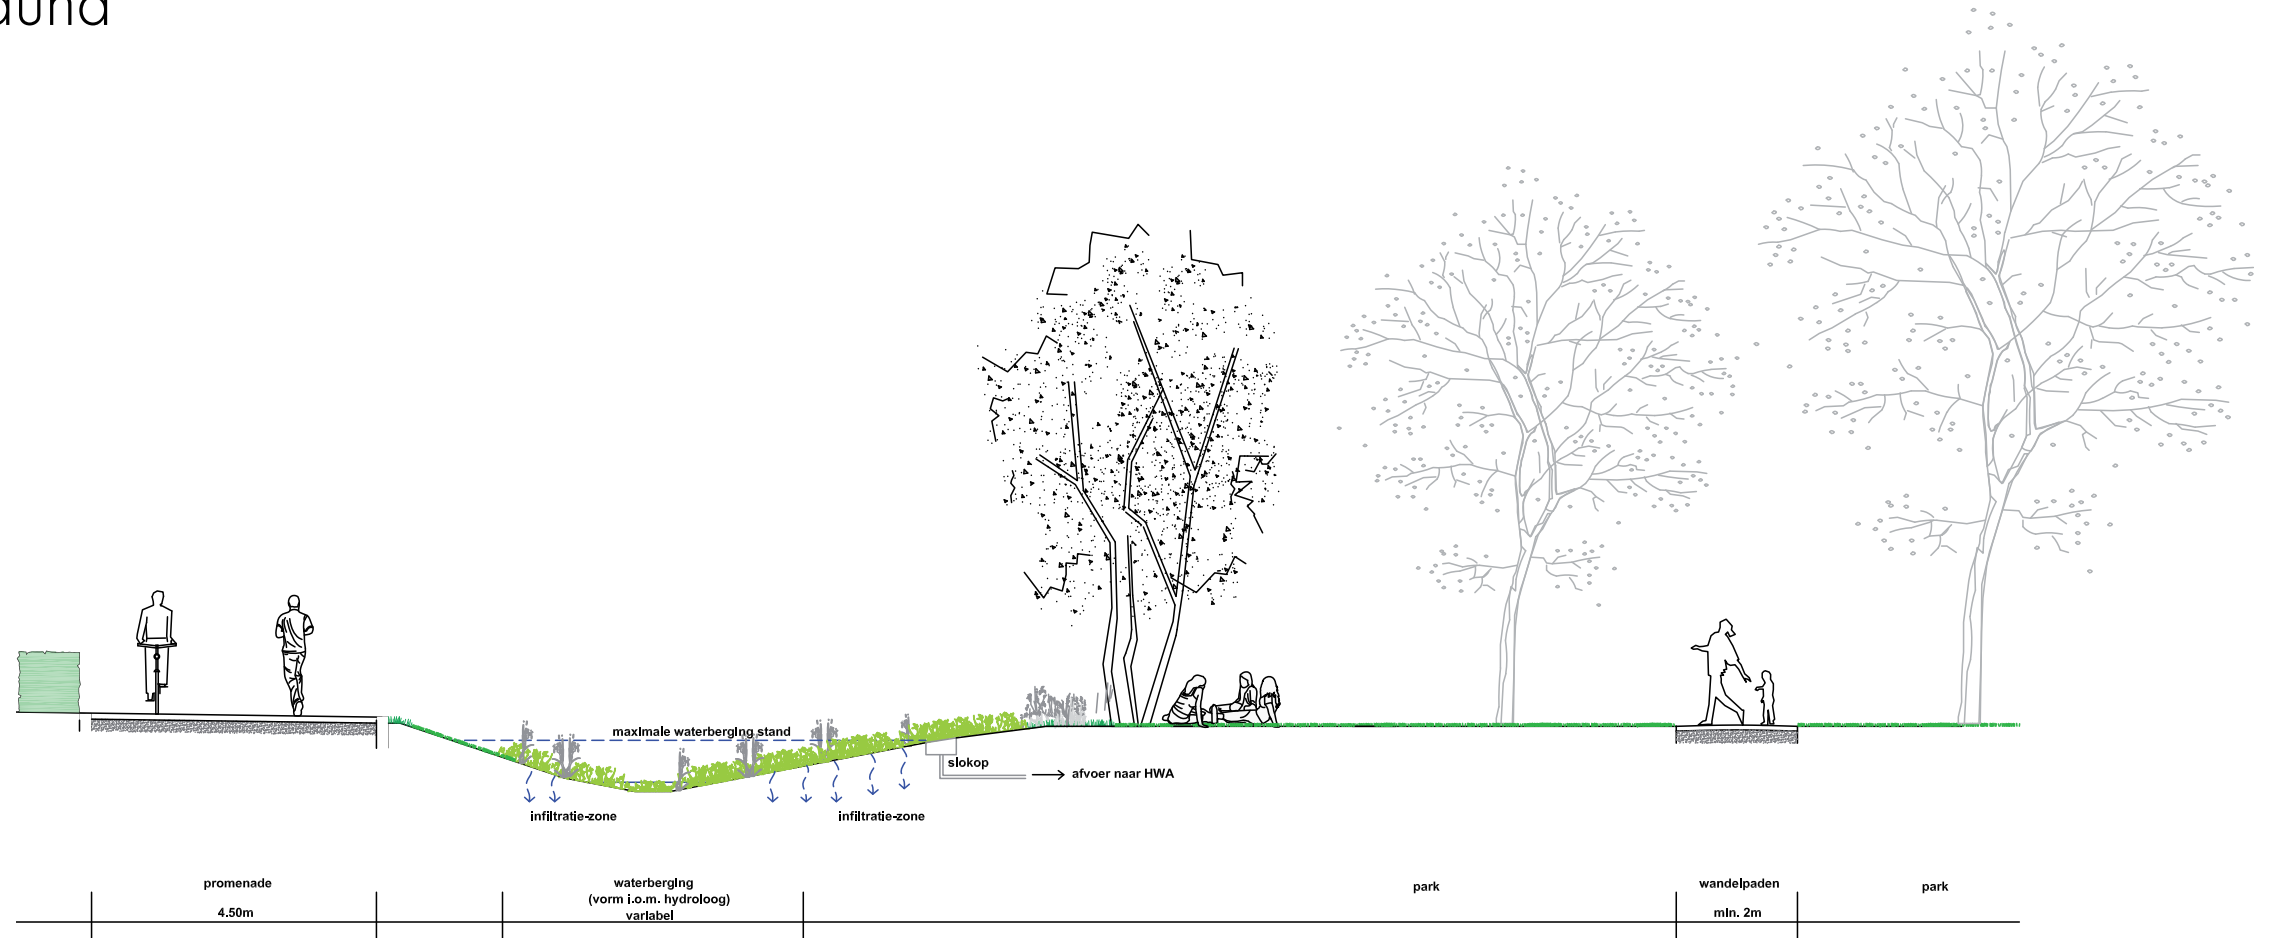 maximale waterberging stand
slokop
afvoer naar HWA
infiltratie-zone
infiltratie-zone
promenade
4.50m
waterberging
(vorm i.o.m. hydroloog)
variabel
park
wandelpaden
min. 2m
park